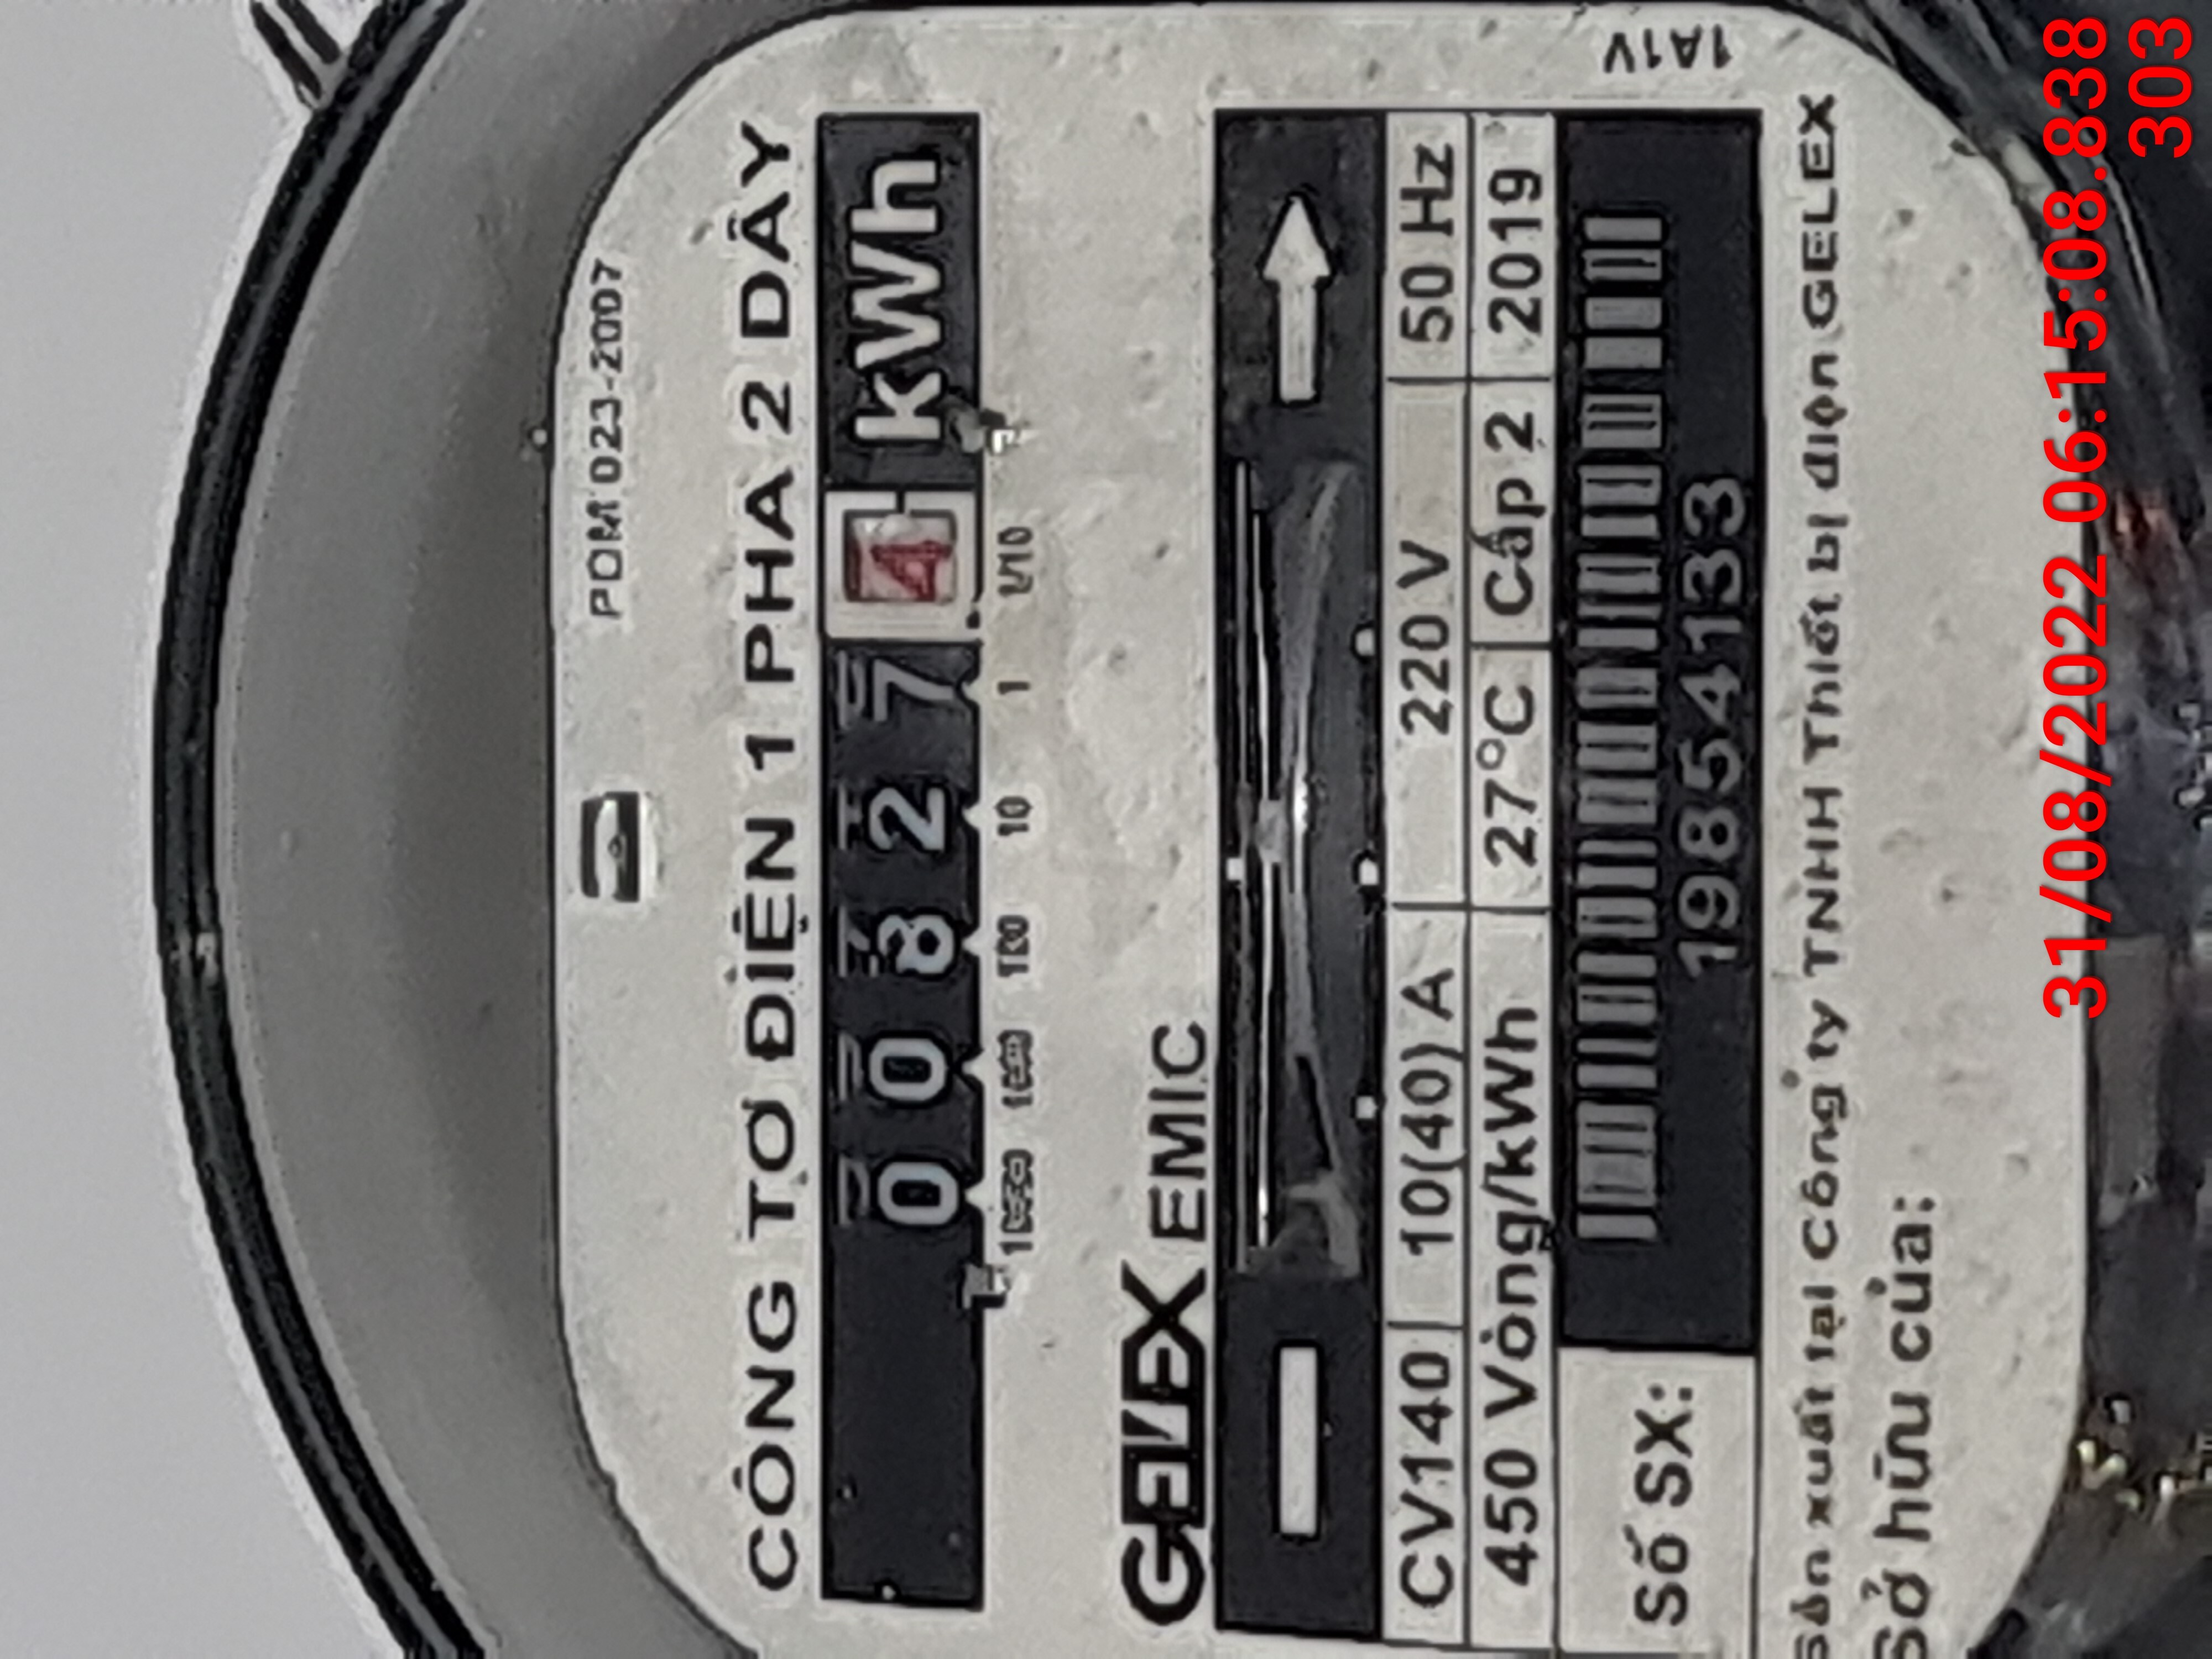 1A1V
POM 023-2007
CÔNG TƠ ĐIỆN 1 PHA 2 DÂY
0 0 8 2 7 4 kWh
10000 1000 100 10 1 1/10
GELEX EMIC
CV140 10(40) A 220 V 50 Hz
450 Vòng/kWh 27°C Cấp 2 2019
Số SX:
19854133
Sản xuất tại Công ty TNHH Thiết bị điện GELEX
Sở hữu của:
31/08/2022 06:15:08.838
303